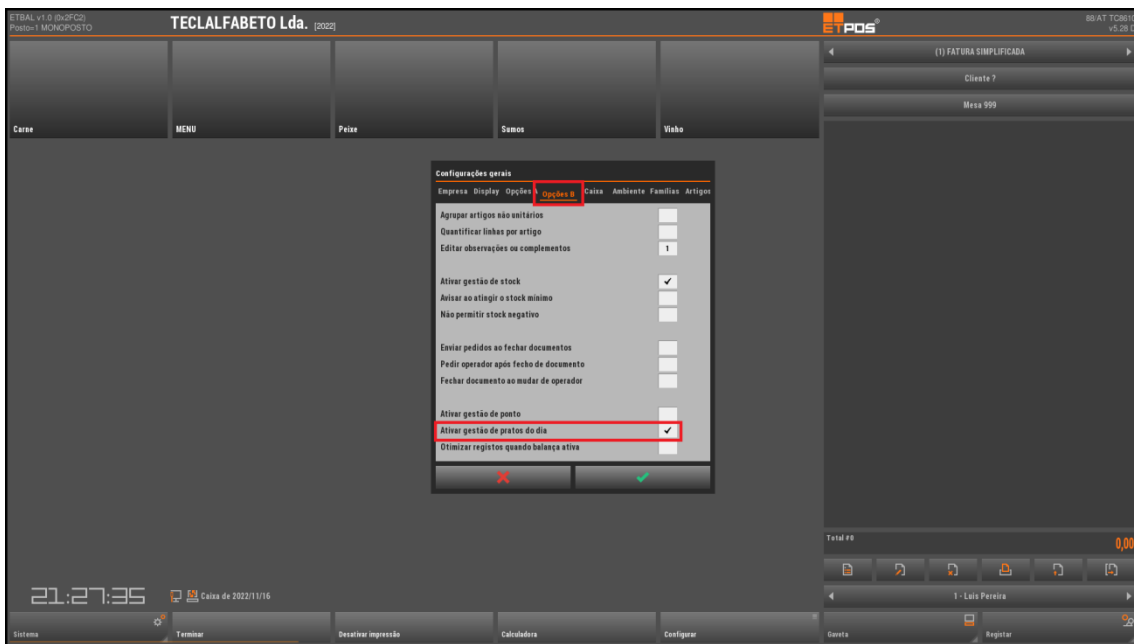 ETBAL v1.0 (0x2FC2)
Posto=1 MONOPOSTO
TECLALFABETO Lda. [2022]
ETPOS®
v5.28
Carne
MENU
Peixe
Sumos
Vinho
(1) FATURA SIMPLIFICADA
Cliente ?
Mesa 999
Configurações gerais
Empresa Display Opções Opções B Caixa Ambiente Famílias Artigos
Agrupar artigos não unitários
Quantificar linhas por artigo
Editar observações ou complementos 1
Ativar gestão de stock
Avisar ao atingir o stock mínimo
Não permitir stock negativo
Enviar pedidos ao fechar documentos
Pedir operador após fecho de documento
Fechar documento ao mudar de operador
Ativar gestão de ponto
Ativar gestão de pratos do dia
Otimizar registos quando balança ativa
Total #0
0,00
21:27:35
Caixa de 2022/11/16
1 - Luis Pereira
Sistema
Terminar
Desativar impressão
Calculadora
Configurar
Gaveta
Registar